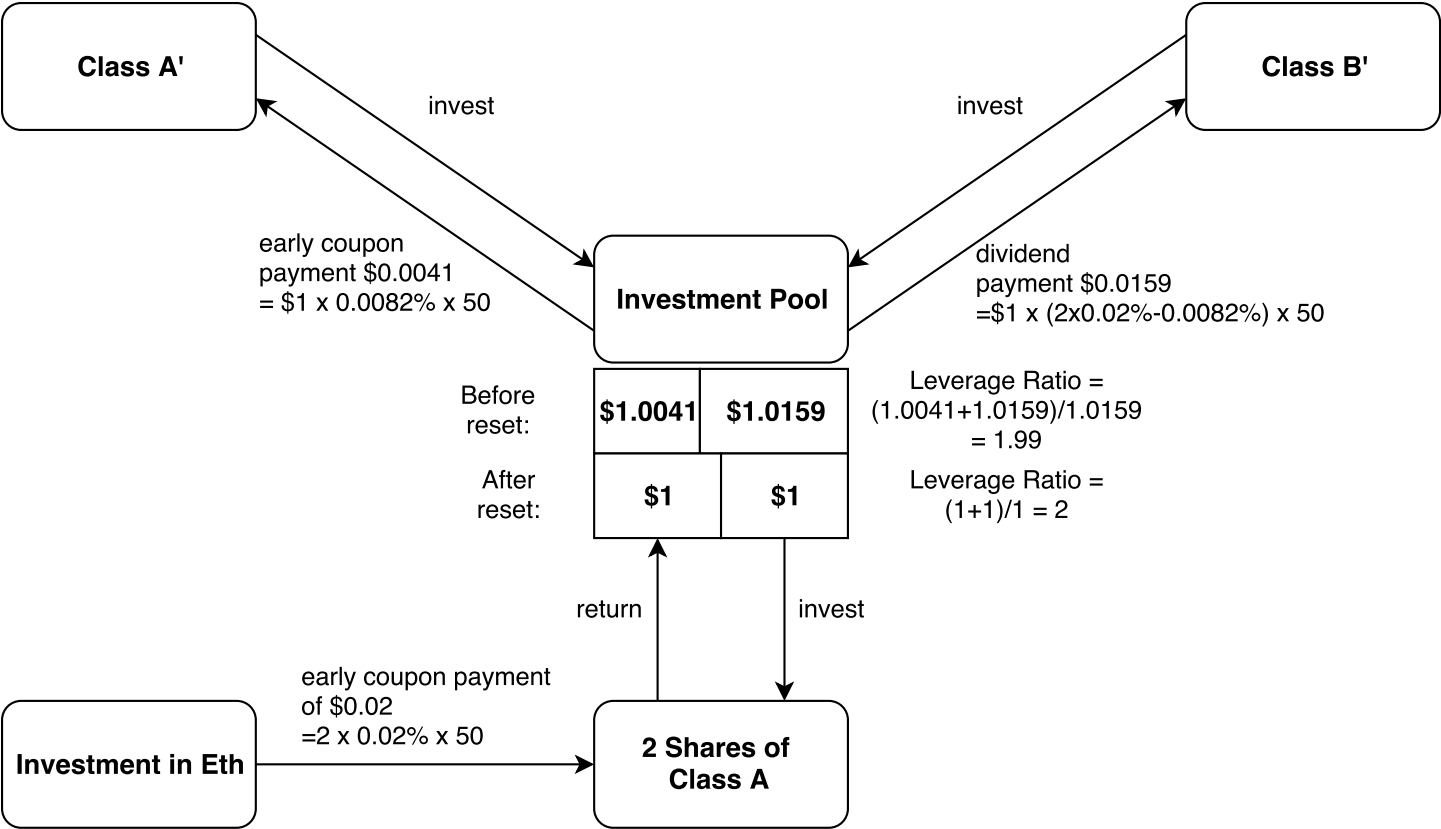 Class A'
Class B'
invest
invest
early coupon
payment $0.0041
= $1 x 0.0082% x 50
dividend
payment $0.0159
=$1 x (2x0.02%-0.0082%) x 50
Investment Pool
Before
reset:
$1.0041
$1.0159
Leverage Ratio =
(1.0041+1.0159)/1.0159
= 1.99
After
reset:
$1
$1
Leverage Ratio =
(1+1)/1 = 2
return
invest
early coupon payment
of $0.02
=2 x 0.02% x 50
Investment in Eth
2 Shares of
Class A